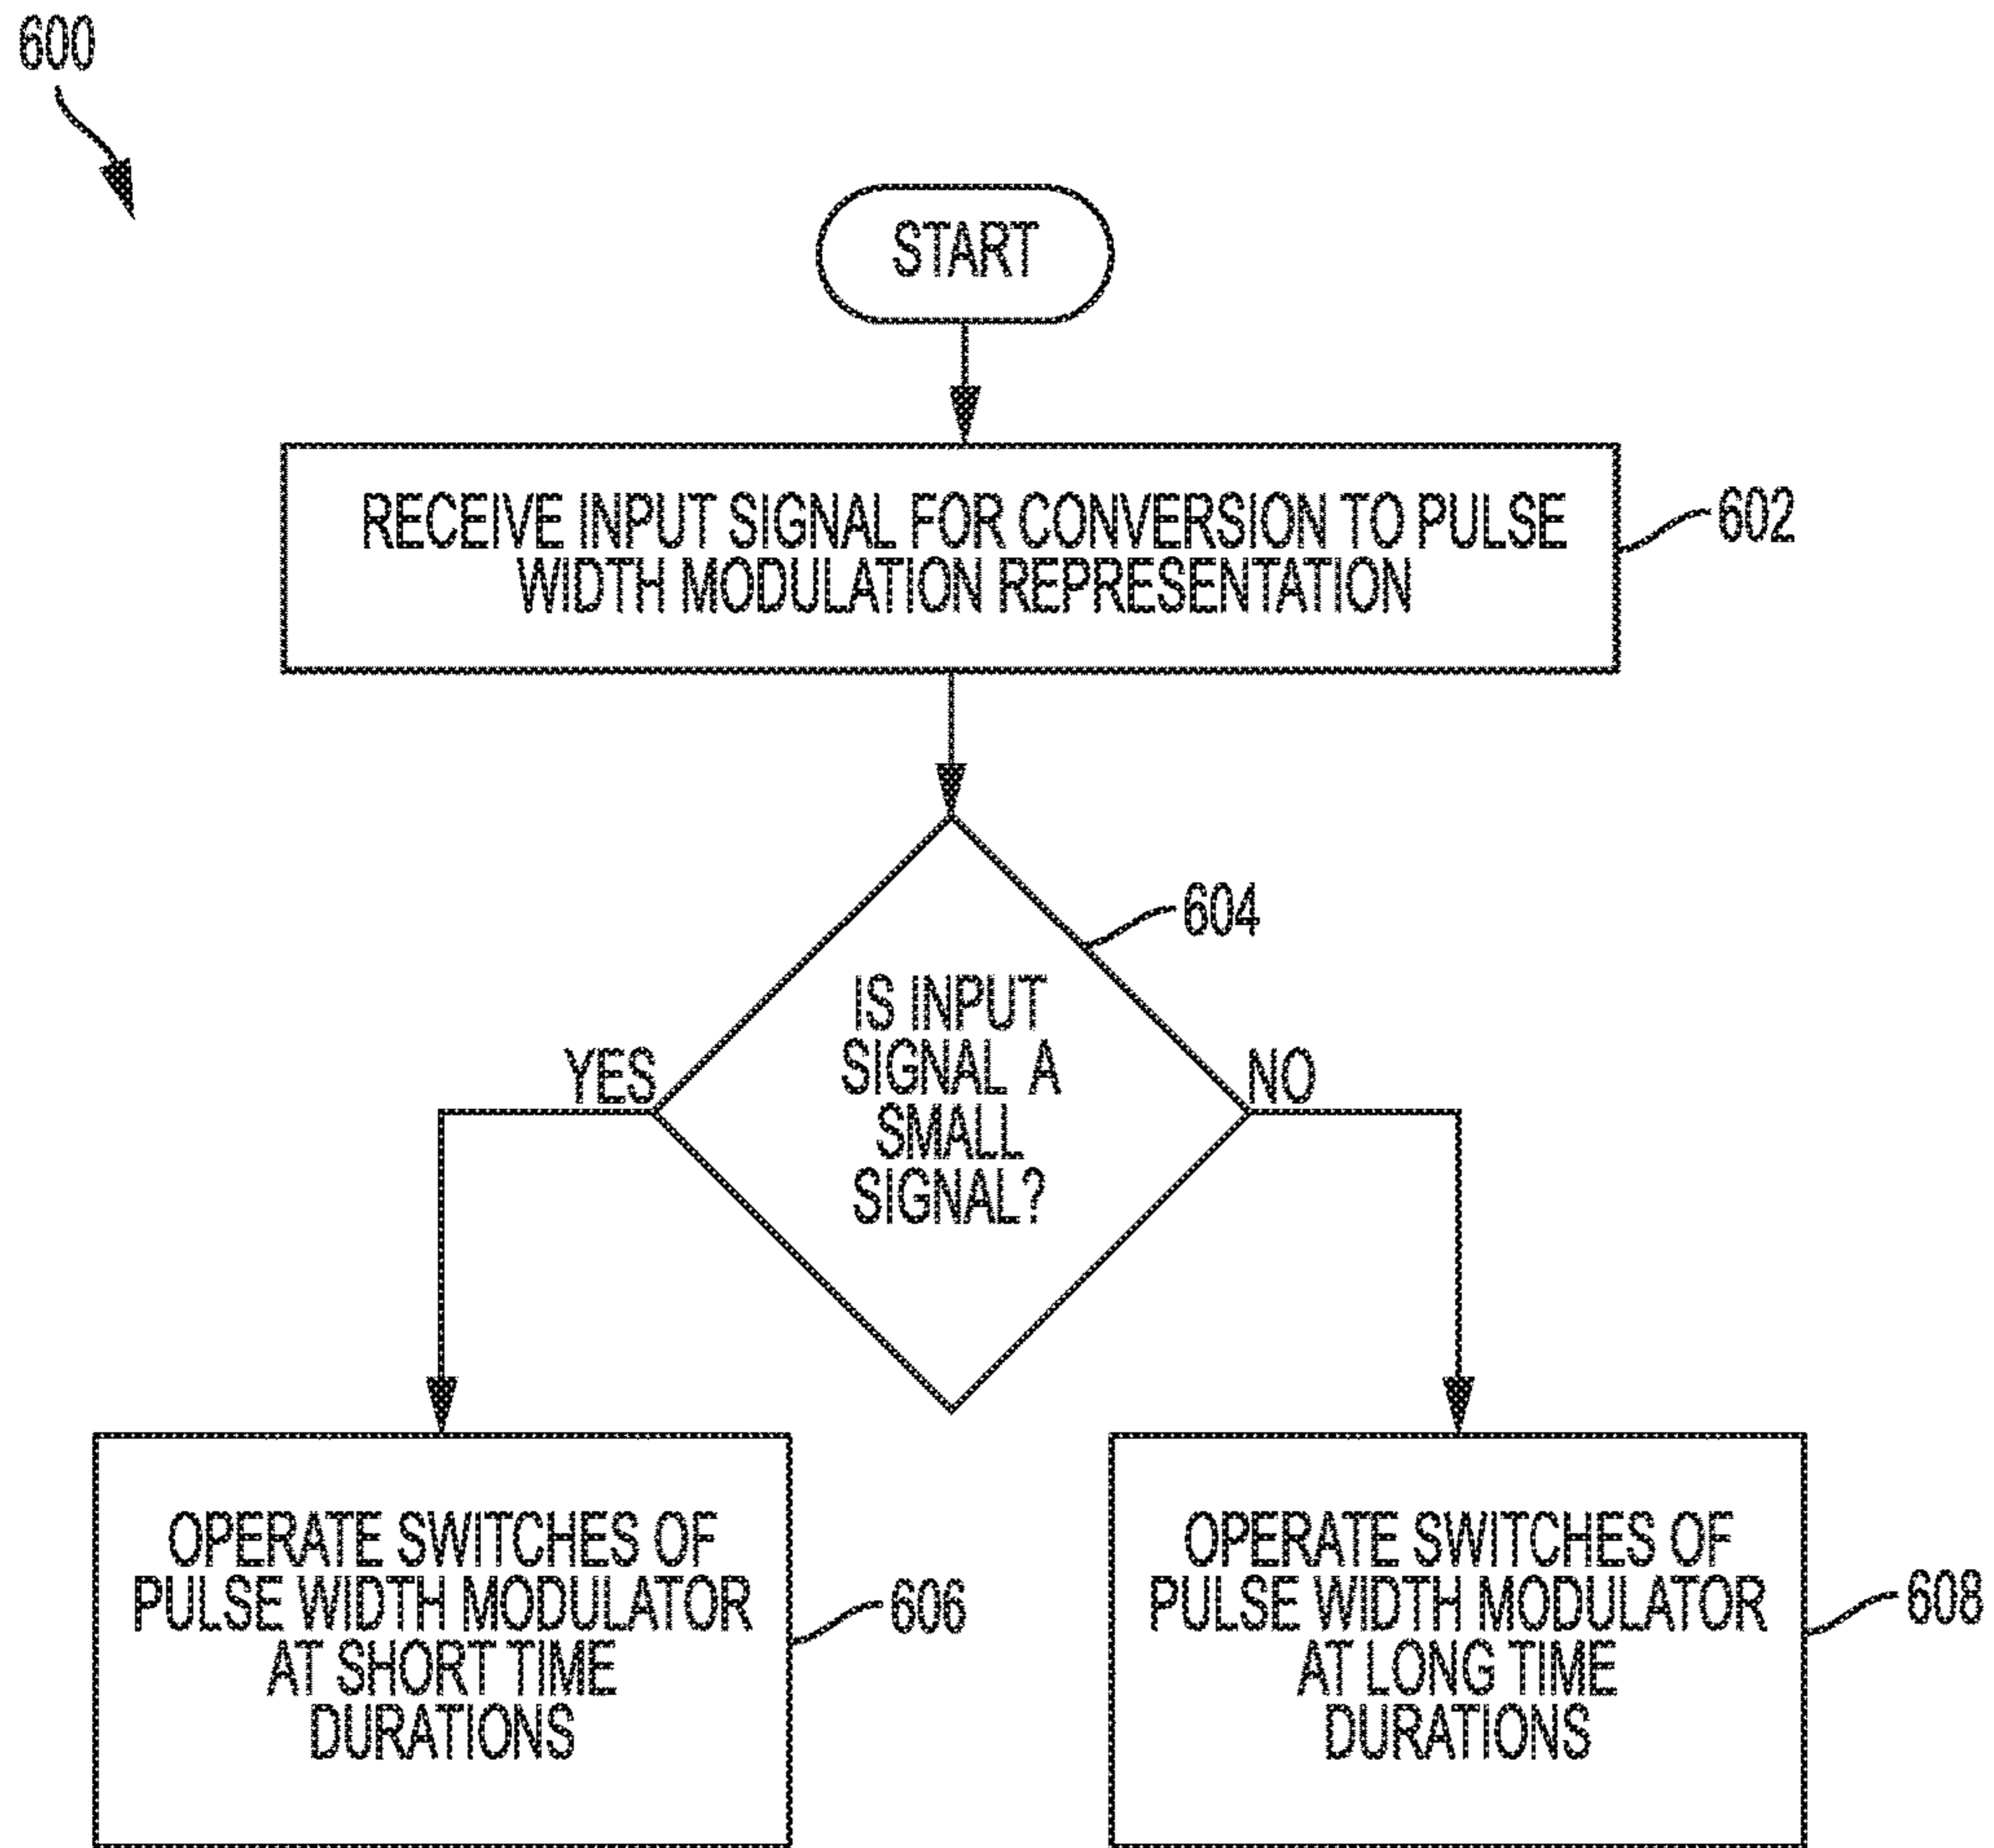 600
START
RECEIVE INPUT SIGNAL FOR CONVERSION TO PULSE
WIDTH MODULATION REPRESENTATION
602
604
IS INPUT
SIGNAL A
SMALL
SIGNAL?
YES
NO
OPERATE SWITCHES OF
PULSE WIDTH MODULATOR
AT SHORT TIME
DURATIONS
606
OPERATE SWITCHES OF
PULSE WIDTH MODULATOR
AT LONG TIME
DURATIONS
608